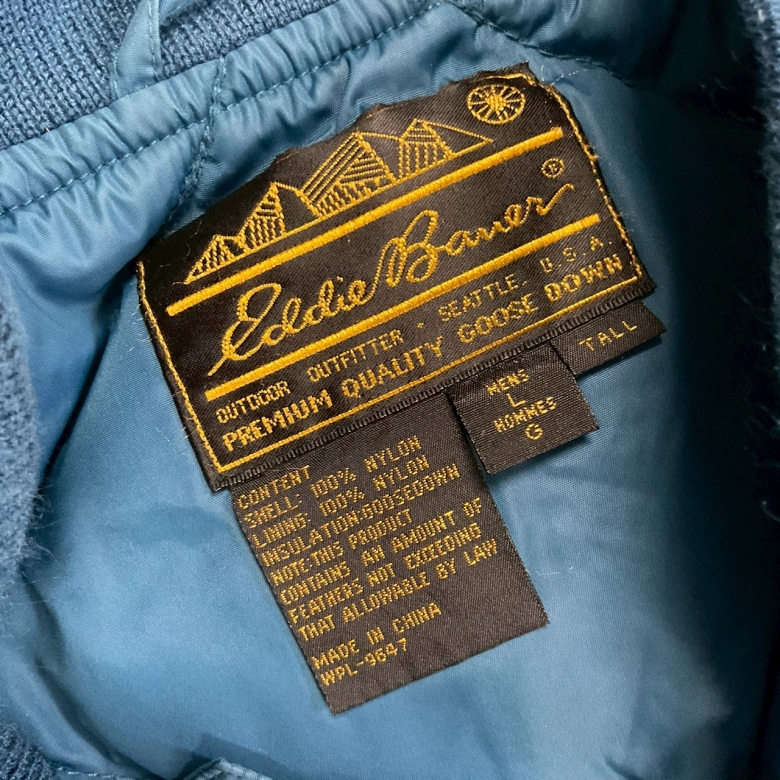 Eddie Bauer®
OUTDOOR OUTFITTER · SEATTLE, U.S.A.
PREMIUM QUALITY GOOSE DOWN
TALL
MENS
L
HOMMES
G
CONTENT
SHELL: 100% NYLON
LINING: 100% NYLON
INSULATION:GOOSEDOWN
NOTE:THIS PRODUCT
CONTAINS AN AMOUNT OF
FEATHERS NOT EXCEEDING
THAT ALLOWABLE BY LAW
MADE IN CHINA
WPL-9647